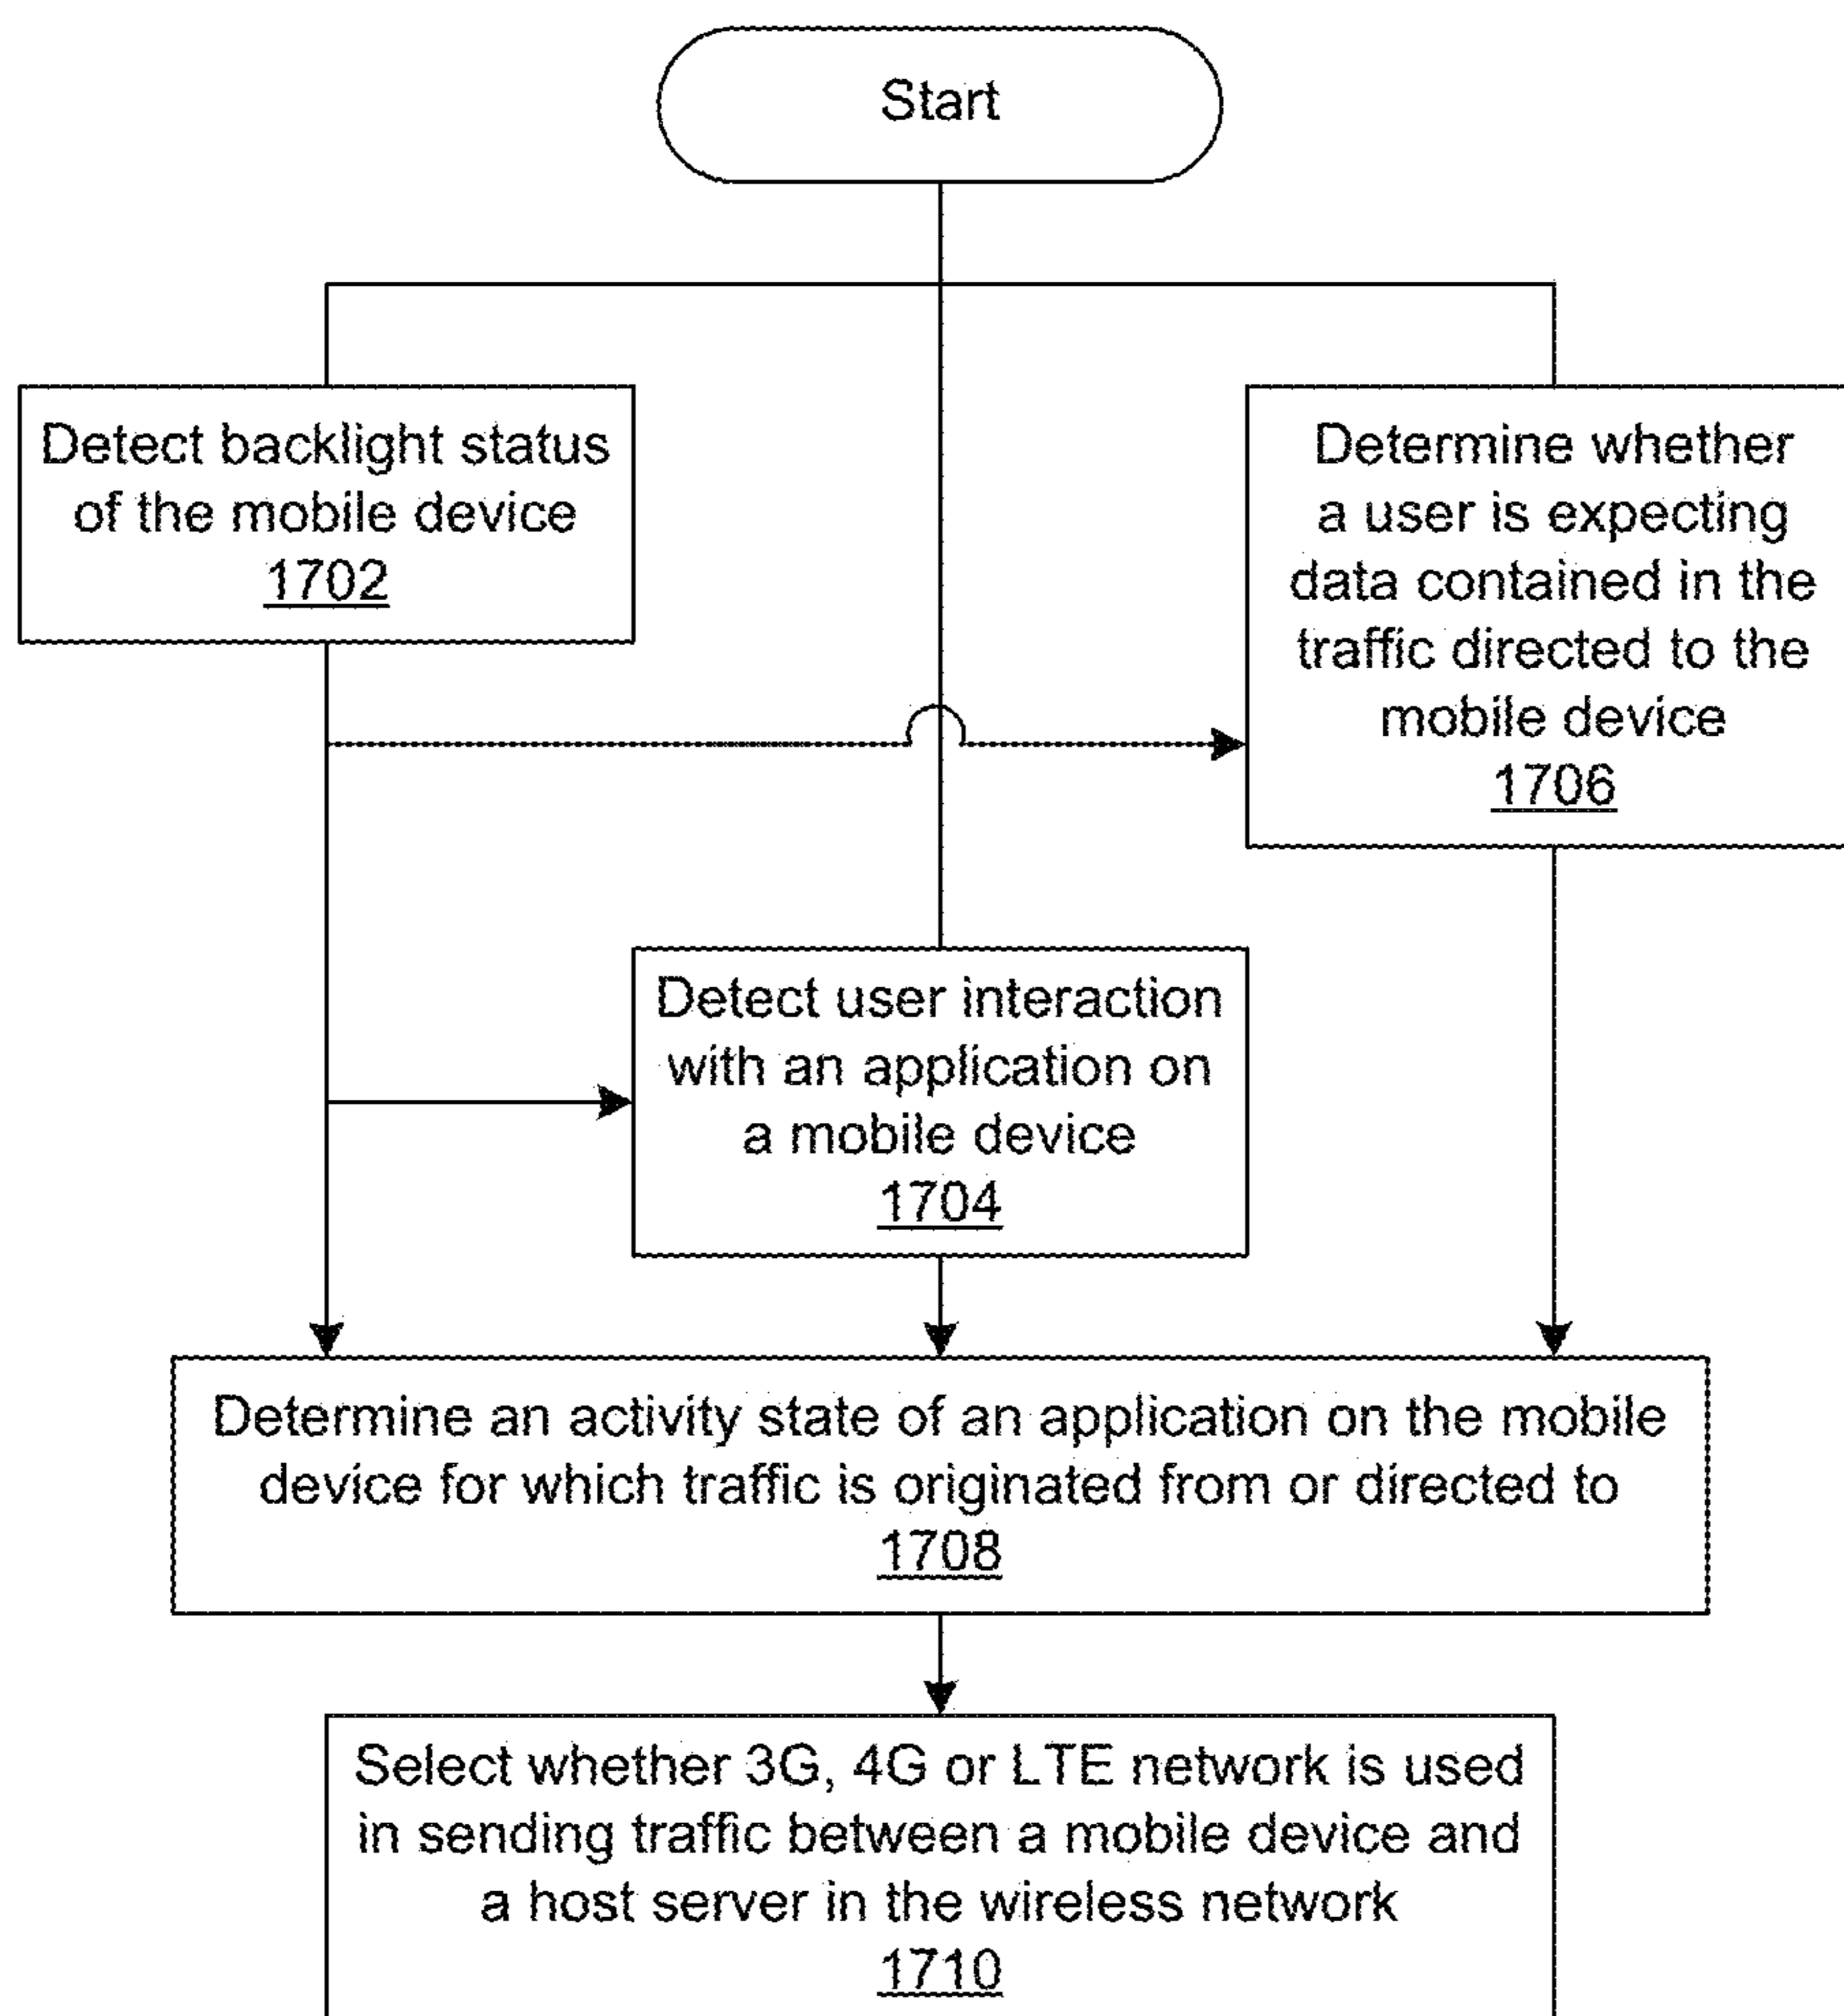 Start
Detect backlight status
of the mobile device
1702
Determine whether
a user is expecting
data contained in the
traffic directed to the
mobile device
1706
Detect user interaction
with an application on
a mobile device
1704
Determine an activity state of an application on the mobile
device for which traffic is originated from or directed to
1708
Select whether 3G, 4G or LTE network is used
in sending traffic between a mobile device and
a host server in the wireless network
1710